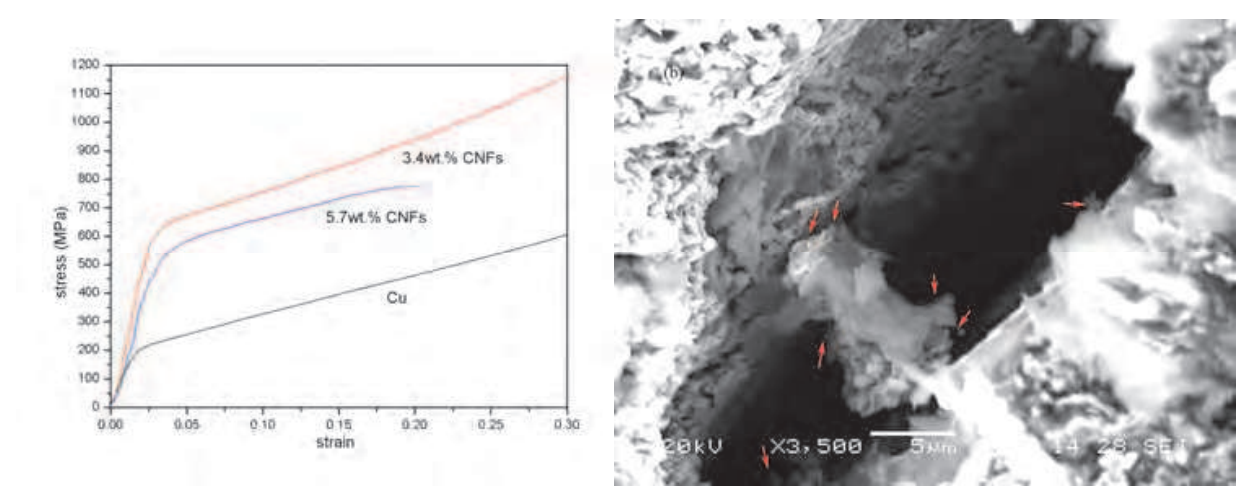 1200
1100
1000
900
800
700
600
500
400
300
200
100
0
stress (MPa)
3.4wt.% CNFs
5.7wt.% CNFs
Cu
0.00 0.05 0.10 0.15 0.20 0.25 0.30
strain
(b)
20kV X3,500 5μm 14 28 SEI